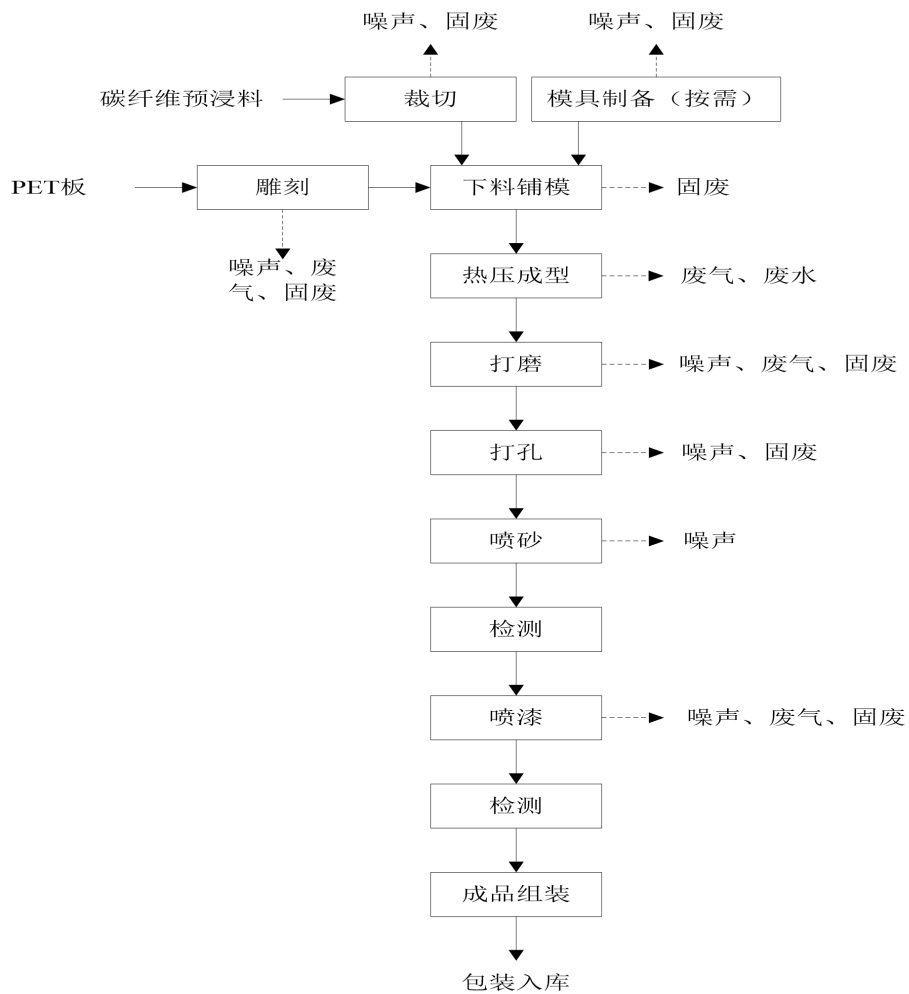 噪声、固废
噪声、固废
碳纤维预浸料
裁切
模具制备（按需）
PET板
雕刻
下料铺模
固废
噪声、废
气、固废
热压成型
废气、废水
打磨
噪声、废气、固废
打孔
噪声、固废
喷砂
噪声
检测
喷漆
噪声、废气、固废
检测
成品组装
包装入库